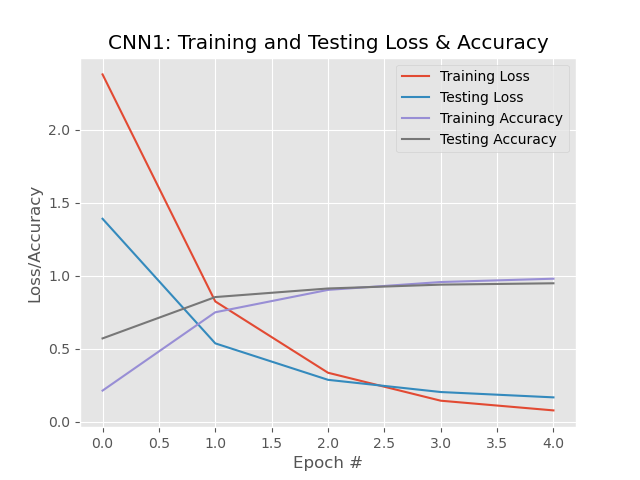 CNN1: Training and Testing Loss & Accuracy
Training Loss
Testing Loss
Training Accuracy
Testing Accuracy
Loss/Accuracy
2.0
1.5
1.0
0.5
0.0
0.0 0.5 1.0 1.5 2.0 2.5 3.0 3.5 4.0
Epoch #